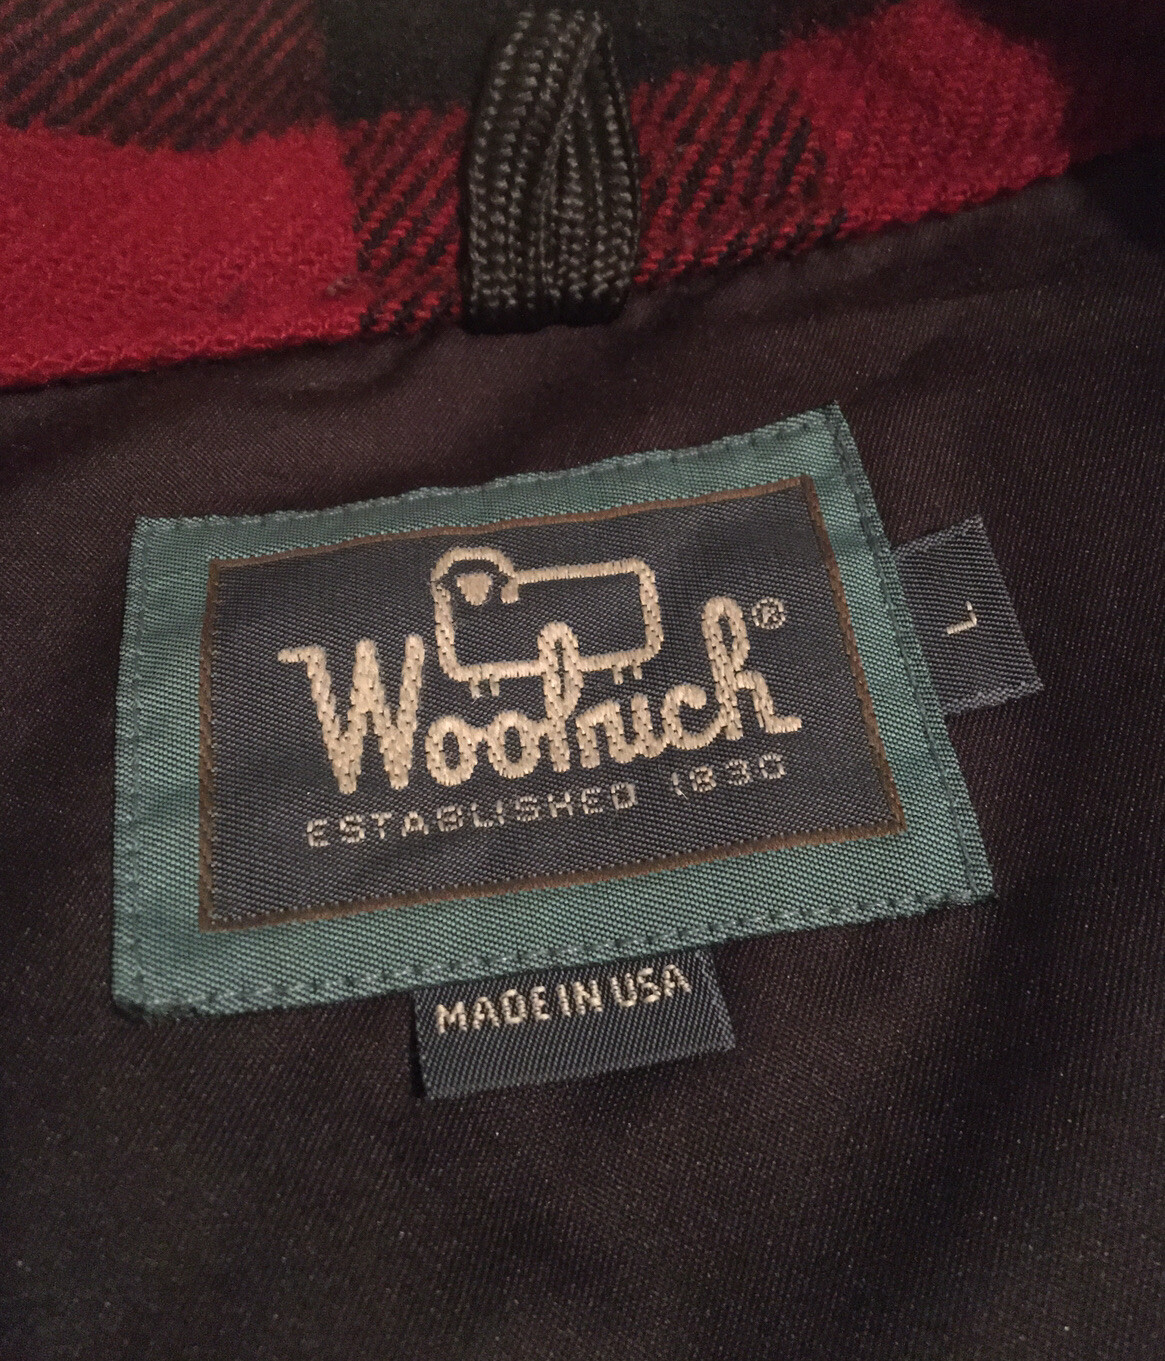 Woolrich®
ESTABLISHED 1830
L
MADE IN USA